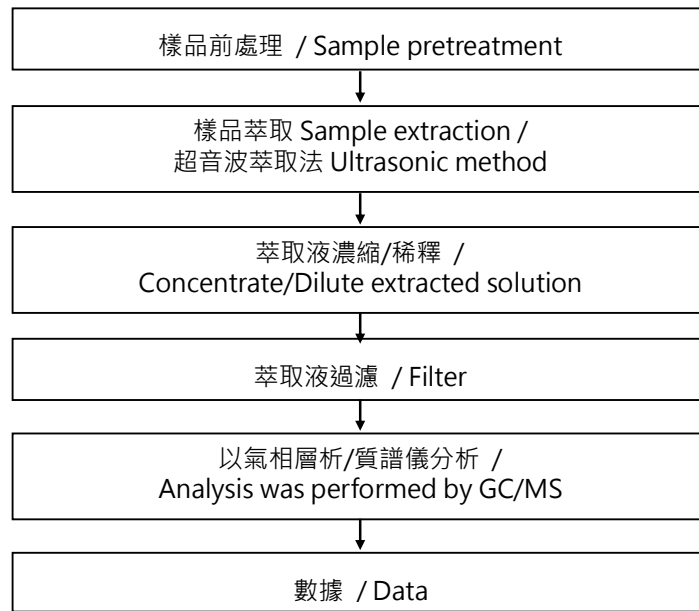 樣品前處理 / Sample pretreatment
樣品萃取 Sample extraction /
超音波萃取法 Ultrasonic method
萃取液濃縮/稀釋 /
Concentrate/Dilute extracted solution
萃取液過濾 / Filter
以氣相層析/質譜儀分析 /
Analysis was performed by GC/MS
數據 / Data